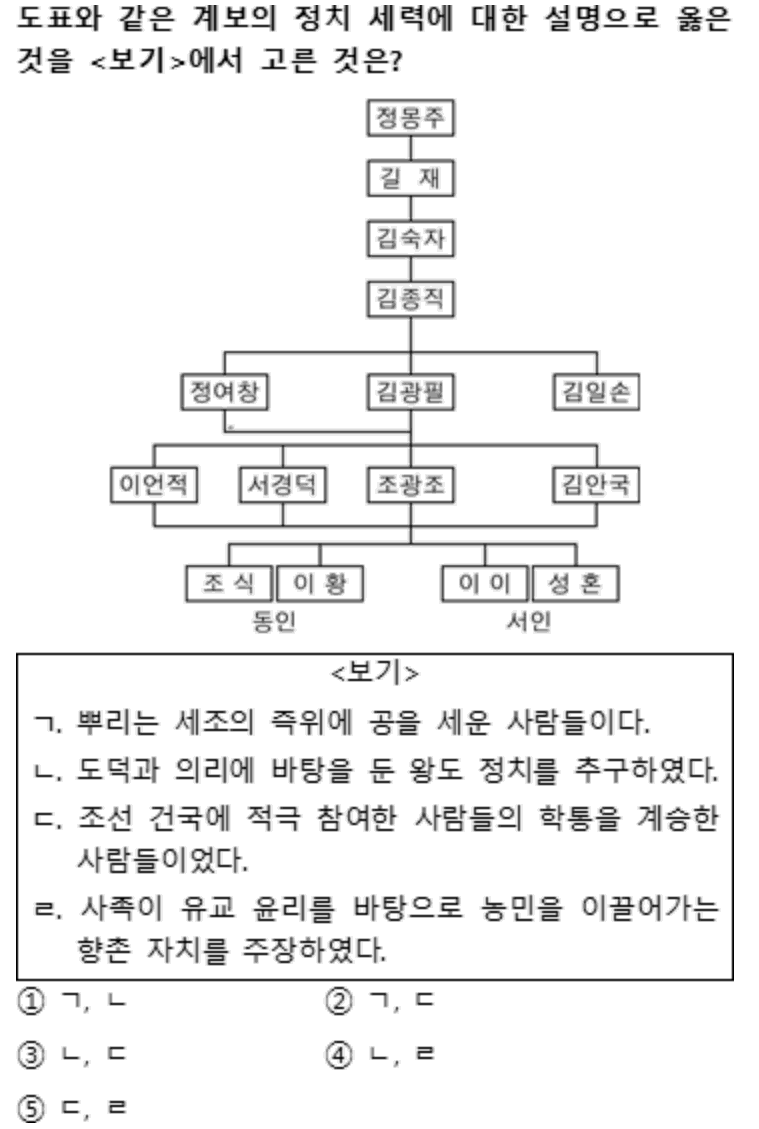 도표와 같은 계보의 정치 세력에 대한 설명으로 옳은
것을 <보기>에서 고른 것은?
정몽주
길 재
김숙자
김종직
정여창 김광필 김일손
이언적 서경덕 조광조 김안국
조 식 이 황 이 이 성 혼
동인 서인
<보기>
ㄱ. 뿌리는 세조의 즉위에 공을 세운 사람들이다.
ㄴ. 도덕과 의리에 바탕을 둔 왕도 정치를 추구하였다.
ㄷ. 조선 건국에 적극 참여한 사람들의 학통을 계승한
사람들이었다.
ㄹ. 사족이 유교 윤리를 바탕으로 농민을 이끌어가는
향촌 자치를 주장하였다.
① ㄱ, ㄴ ② ㄱ, ㄷ
③ ㄴ, ㄷ ④ ㄴ, ㄹ
⑤ ㄷ, ㄹ